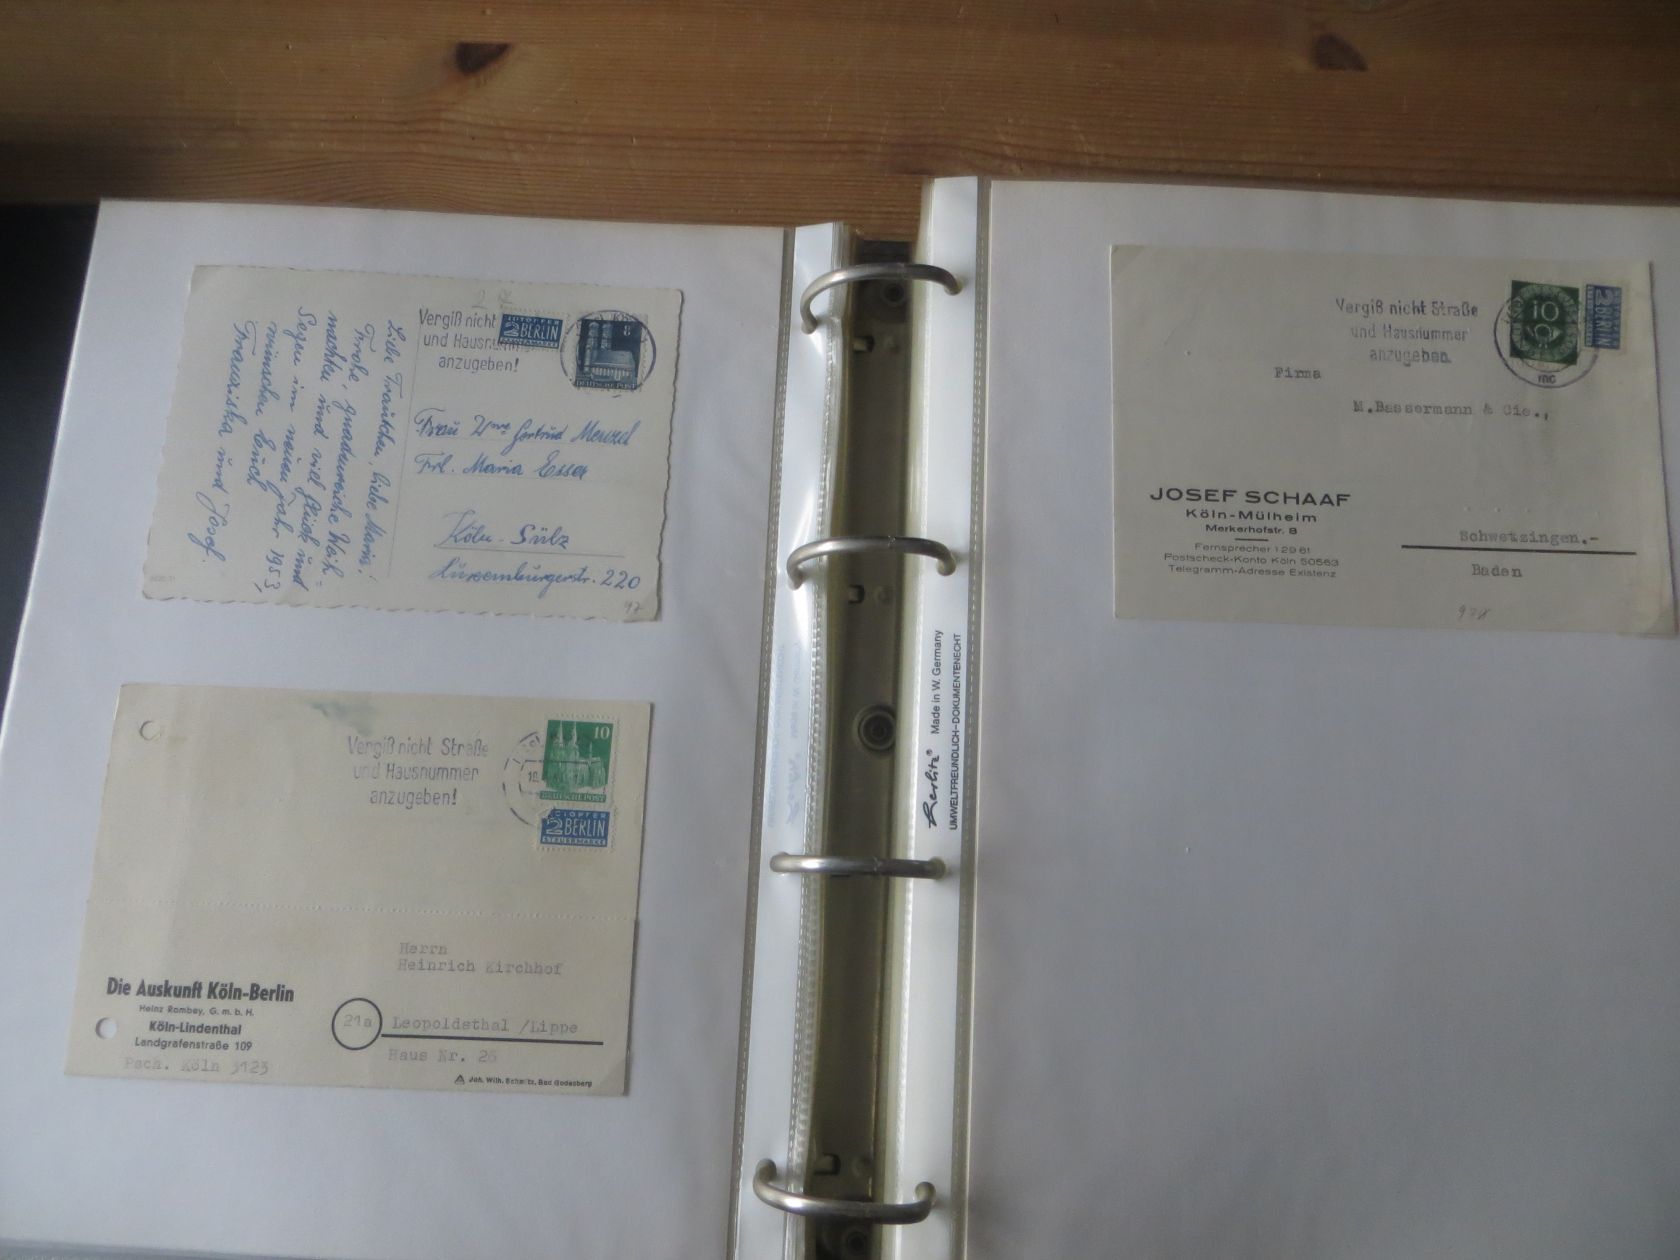 Vergiß nicht
und Hausnummer
anzugeben!
NOTOPFER
2 BERLIN
STEUERMARKE
8
DEUTSCHE POST
Liebe Traudchen, liebe Maria!
Frohe, gnadenreiche Weih=
nachten und viel Glück und
Segen im neuen Jahr 1953
wünschen Euch
Franziska und Josef.
Frau Wwe Gertrud Menzel
Frl. Maria Esser
Köln-Sülz
Luxemburgerstr. 220
97
Vergiß nicht Straße
und Hausnummer
anzugeben!
10
DEUTSCHE POST
NOTOPFER
2 BERLIN
STEUERMARKE
Herrn
Heinrich Kirchhof
Die Auskunft Köln-Berlin
Heinz Rombey, G. m. b. H.
Köln-Lindenthal
Landgrafenstraße 109
Psch. Köln 3123
21a
Leopoldsthal /Lippe
Haus Nr. 26
Joh. Wilh. Schmitz, Bad Godesberg
Herlitz® Made in W. Germany
UMWELTFREUNDLICH-DOKUMENTENECHT
Vergiß nicht Straße
und Hausnummer
anzugeben.
10
2 BERLIN
mc
Firma
M.Bassermann & Cie.,
JOSEF SCHAAF
Köln-Mülheim
Merkerhofstr. 8
Fernsprecher 12961
Postscheck-Konto Köln 50563
Telegramm-Adresse Existenz
Schwetzingen.-
Baden